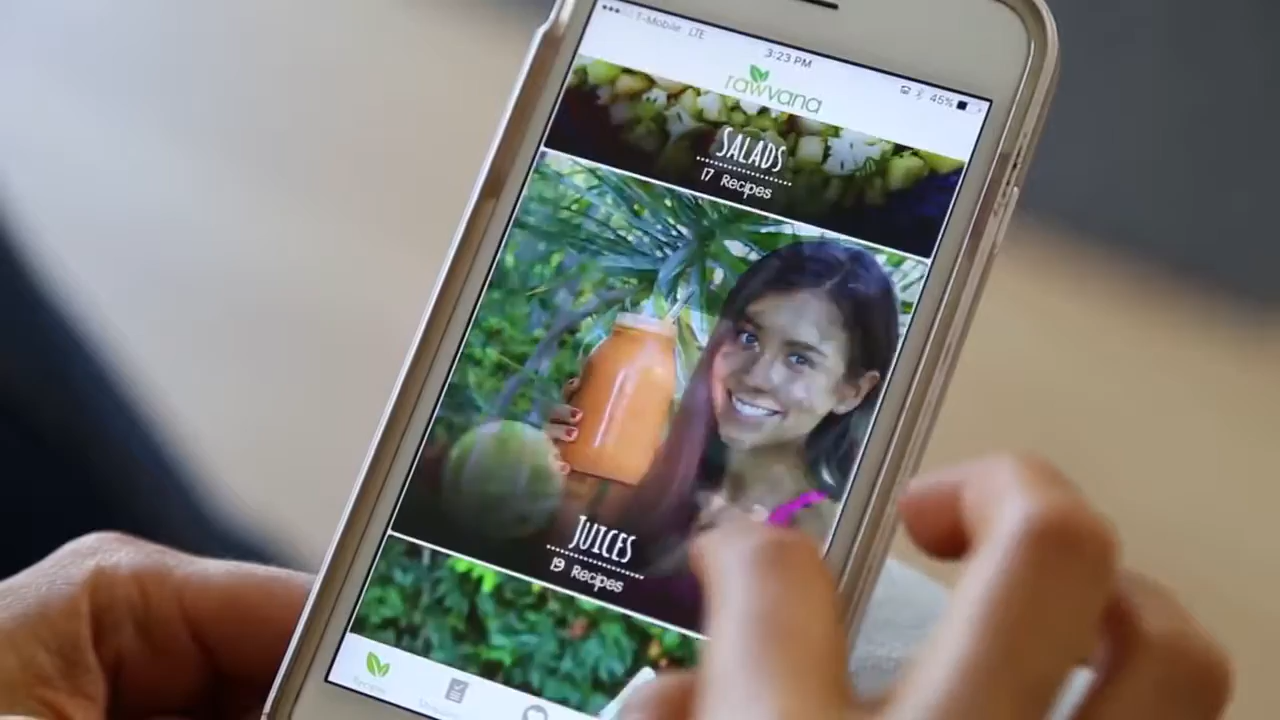 T-Mobile LTE
3:23 PM
45%
rawvana
SALADS
17 Recipes
JUICES
19 Recipes